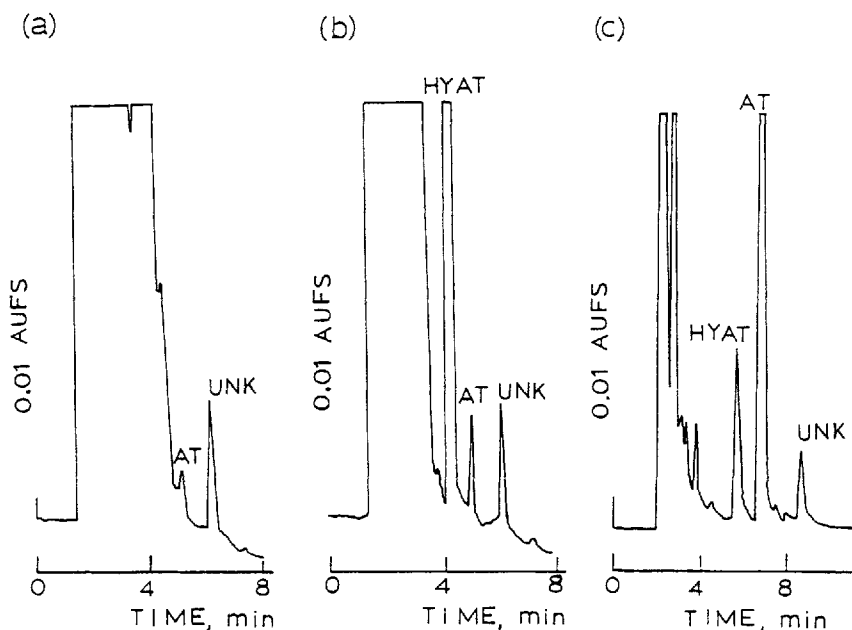 (a)
(b)
(c)
HYAT
AT
0.01 AUFS
AT
UNK
0.01 AUFS
AT
UNK
0.01 AUFS
HYAT
UNK
0 4 8
TIME, min
0 4 8
TIME, min
0 4 8
TIME, min